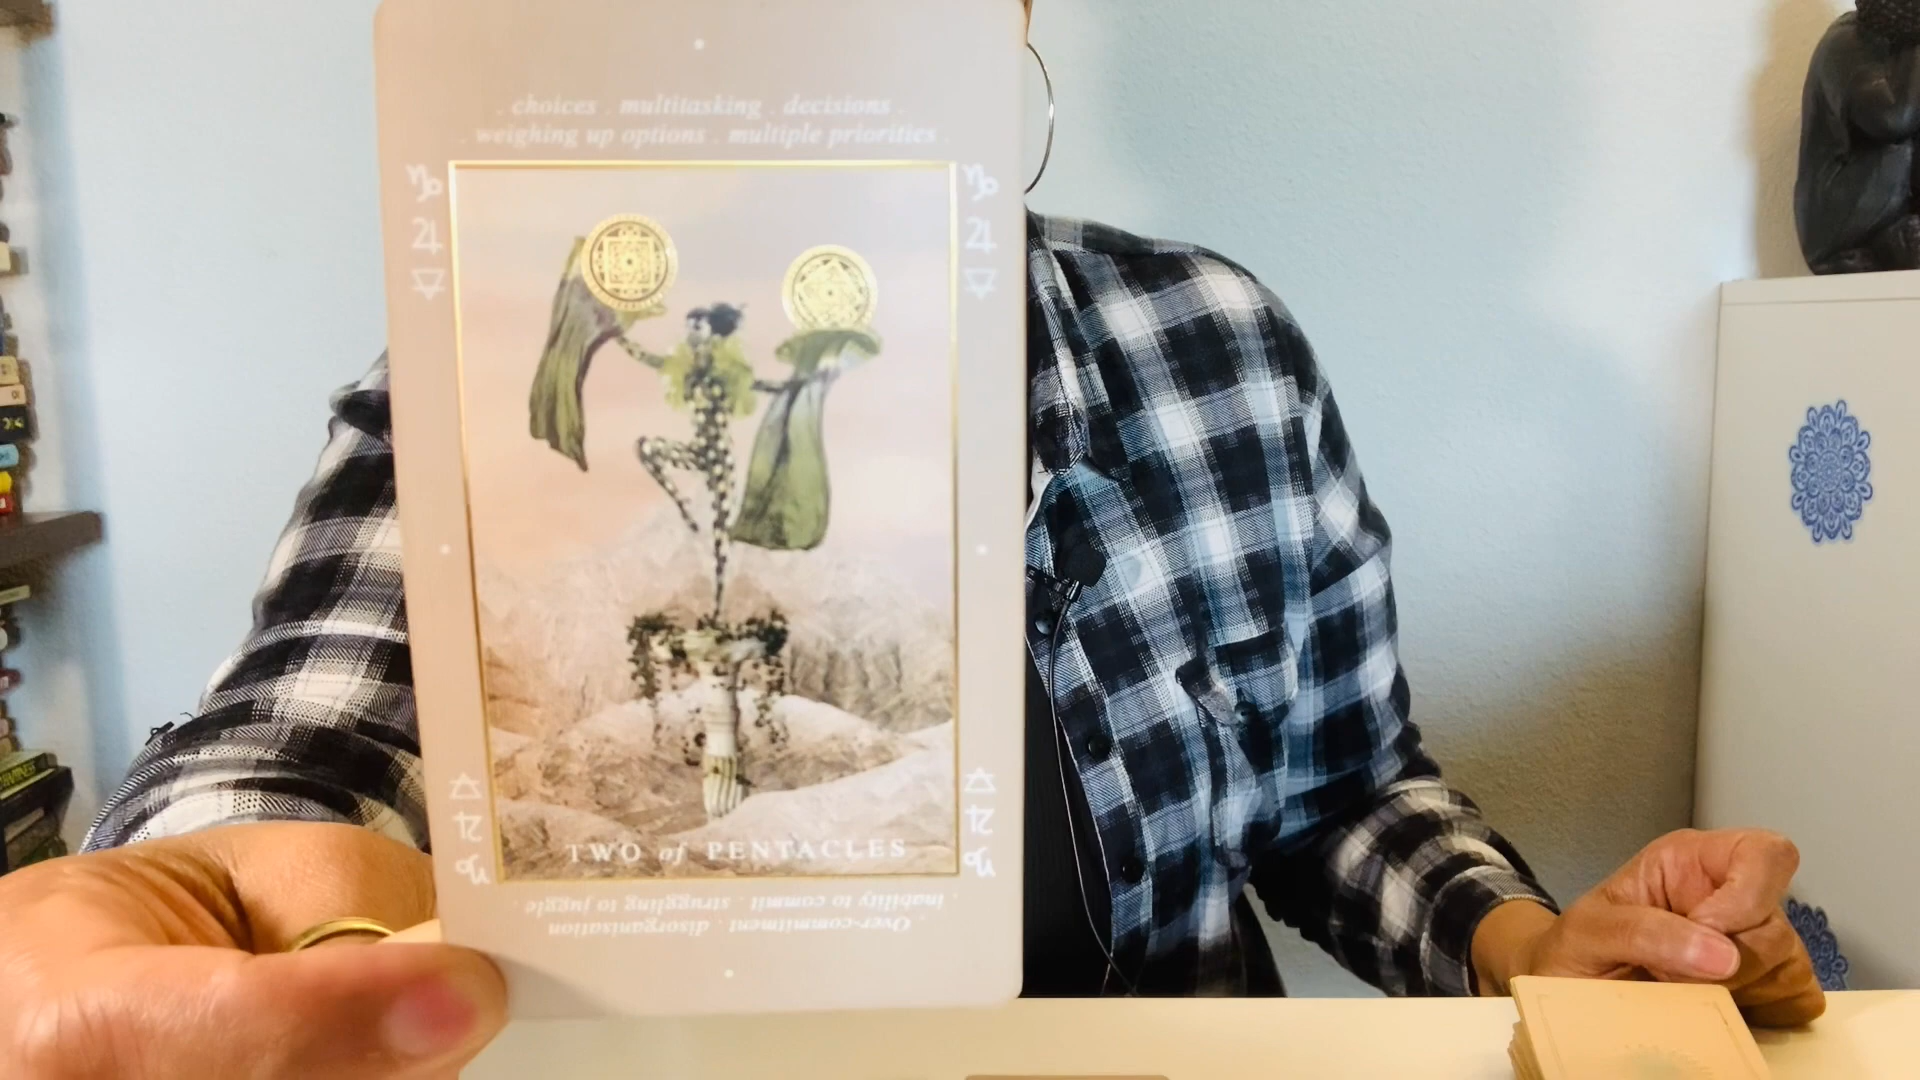 . choices . multitasking . decisions .
. weighing up options . multiple priorities .
TWO of PENTACLES
Over-commitment . disorganisation
. inability to commit . struggling to juggle .